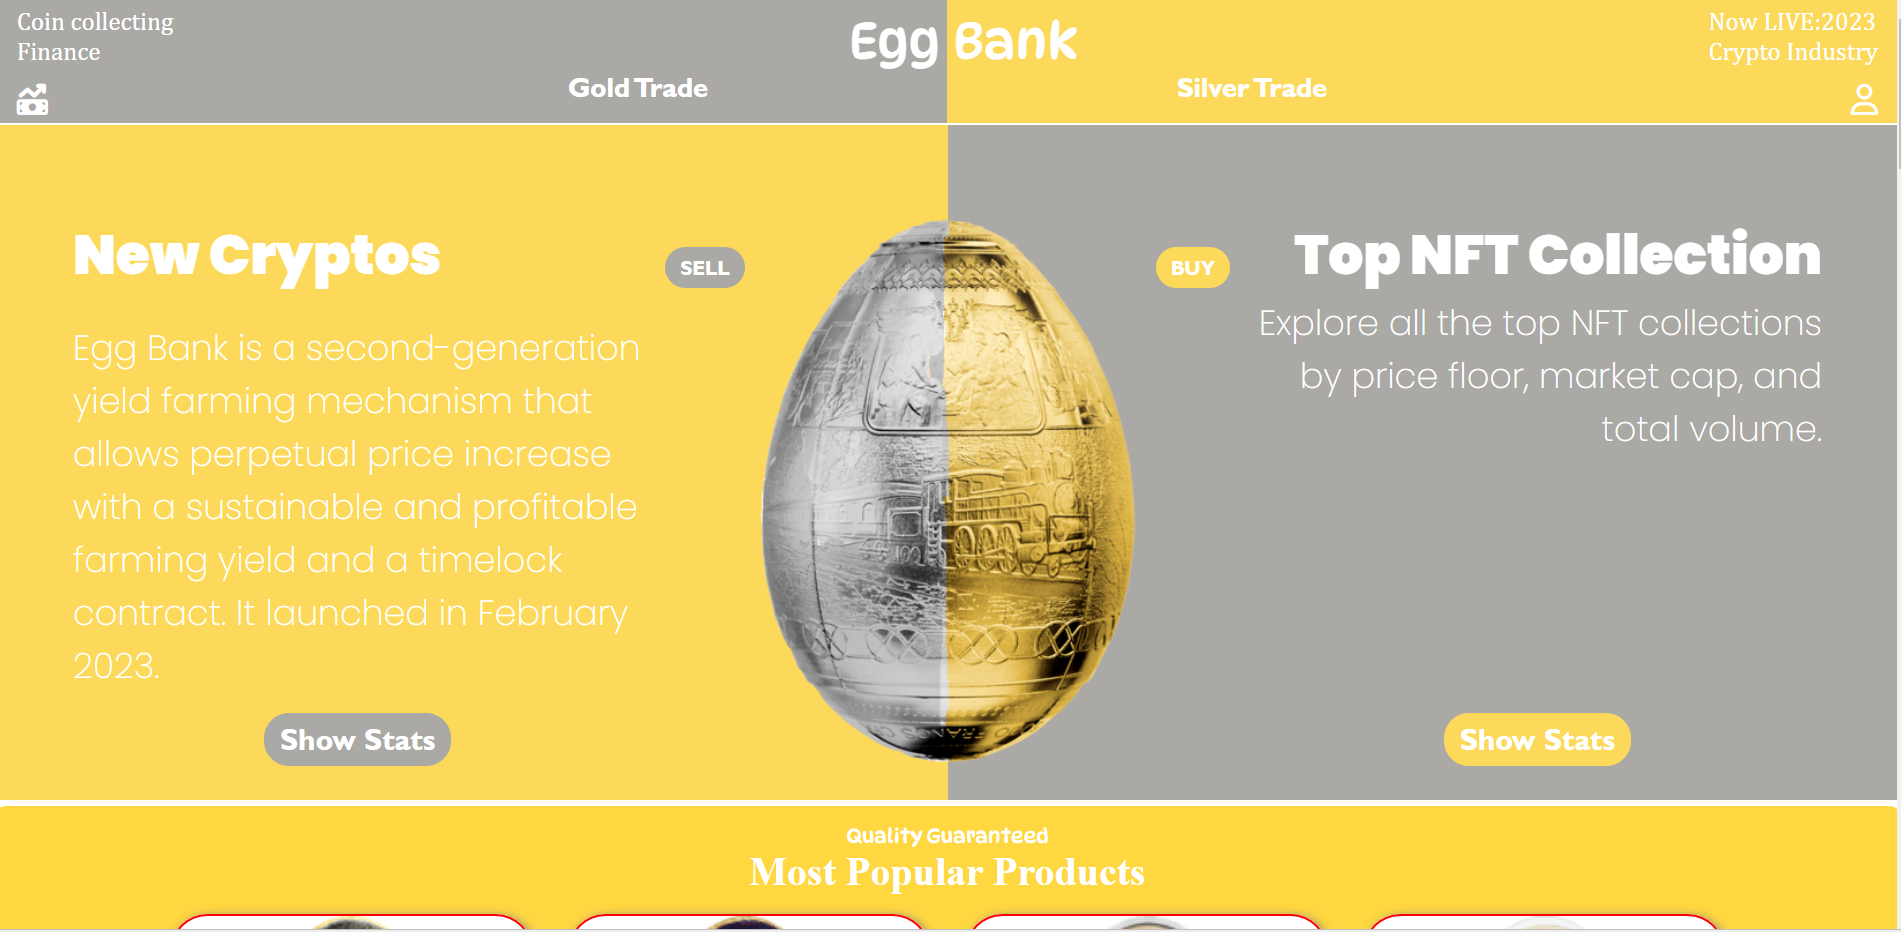 Coin collecting
Finance
Egg Bank
Now LIVE:2023
Crypto Industry
Gold Trade
Silver Trade
New Cryptos
SELL
BUY
Top NFT Collection
Egg Bank is a second-generation
yield farming mechanism that
allows perpetual price increase
with a sustainable and profitable
farming yield and a timelock
contract. It launched in February
2023.
Explore all the top NFT collections
by price floor, market cap, and
total volume.
Show Stats
Show Stats
Quality Guaranteed
Most Popular Products